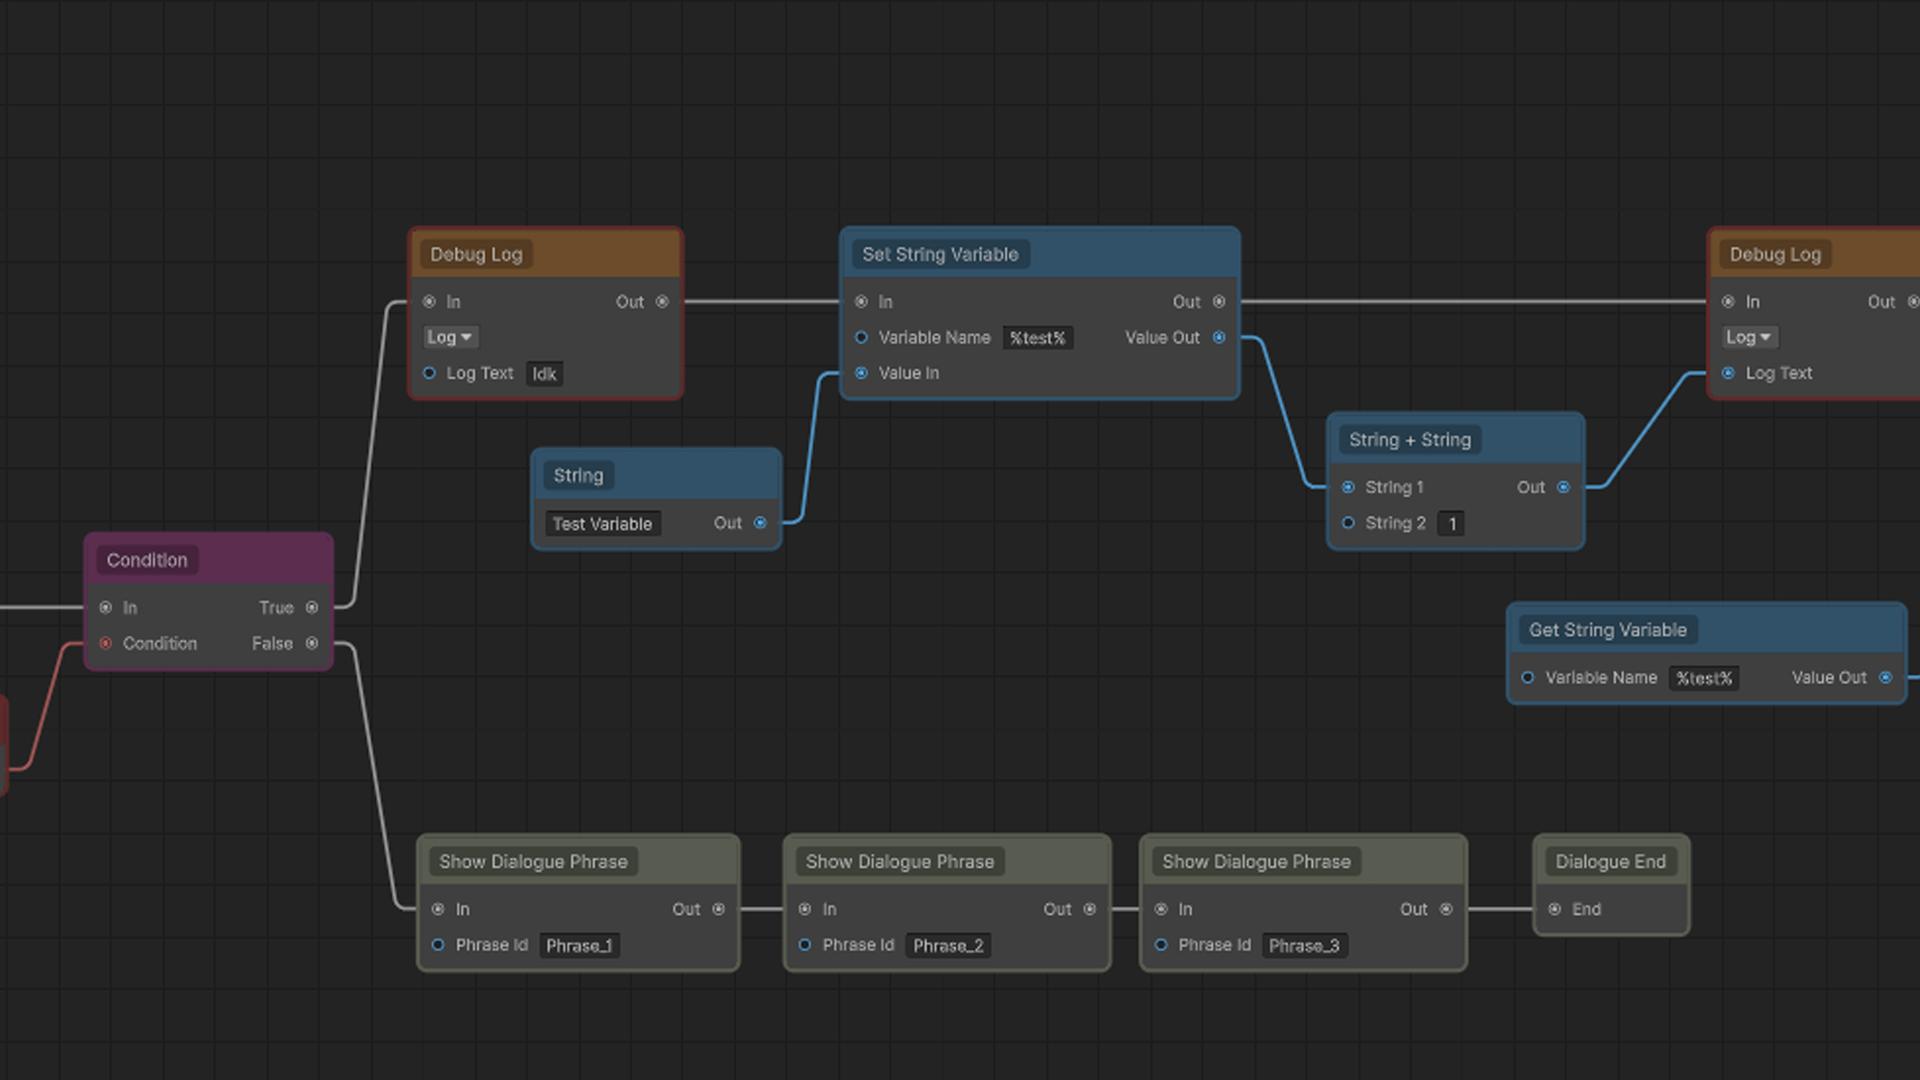 Debug Log
In Out
Log
Log Text Idk
Set String Variable
In Out
Variable Name %test% Value Out
Value In
Debug Log
In Out
Log
Log Text
String
Test Variable Out
String + String
String 1 Out
String 2 1
Condition
In True
Condition False
Get String Variable
Variable Name %test% Value Out
Show Dialogue Phrase
In Out
Phrase Id Phrase_1
Show Dialogue Phrase
In Out
Phrase Id Phrase_2
Show Dialogue Phrase
In Out
Phrase Id Phrase_3
Dialogue End
End